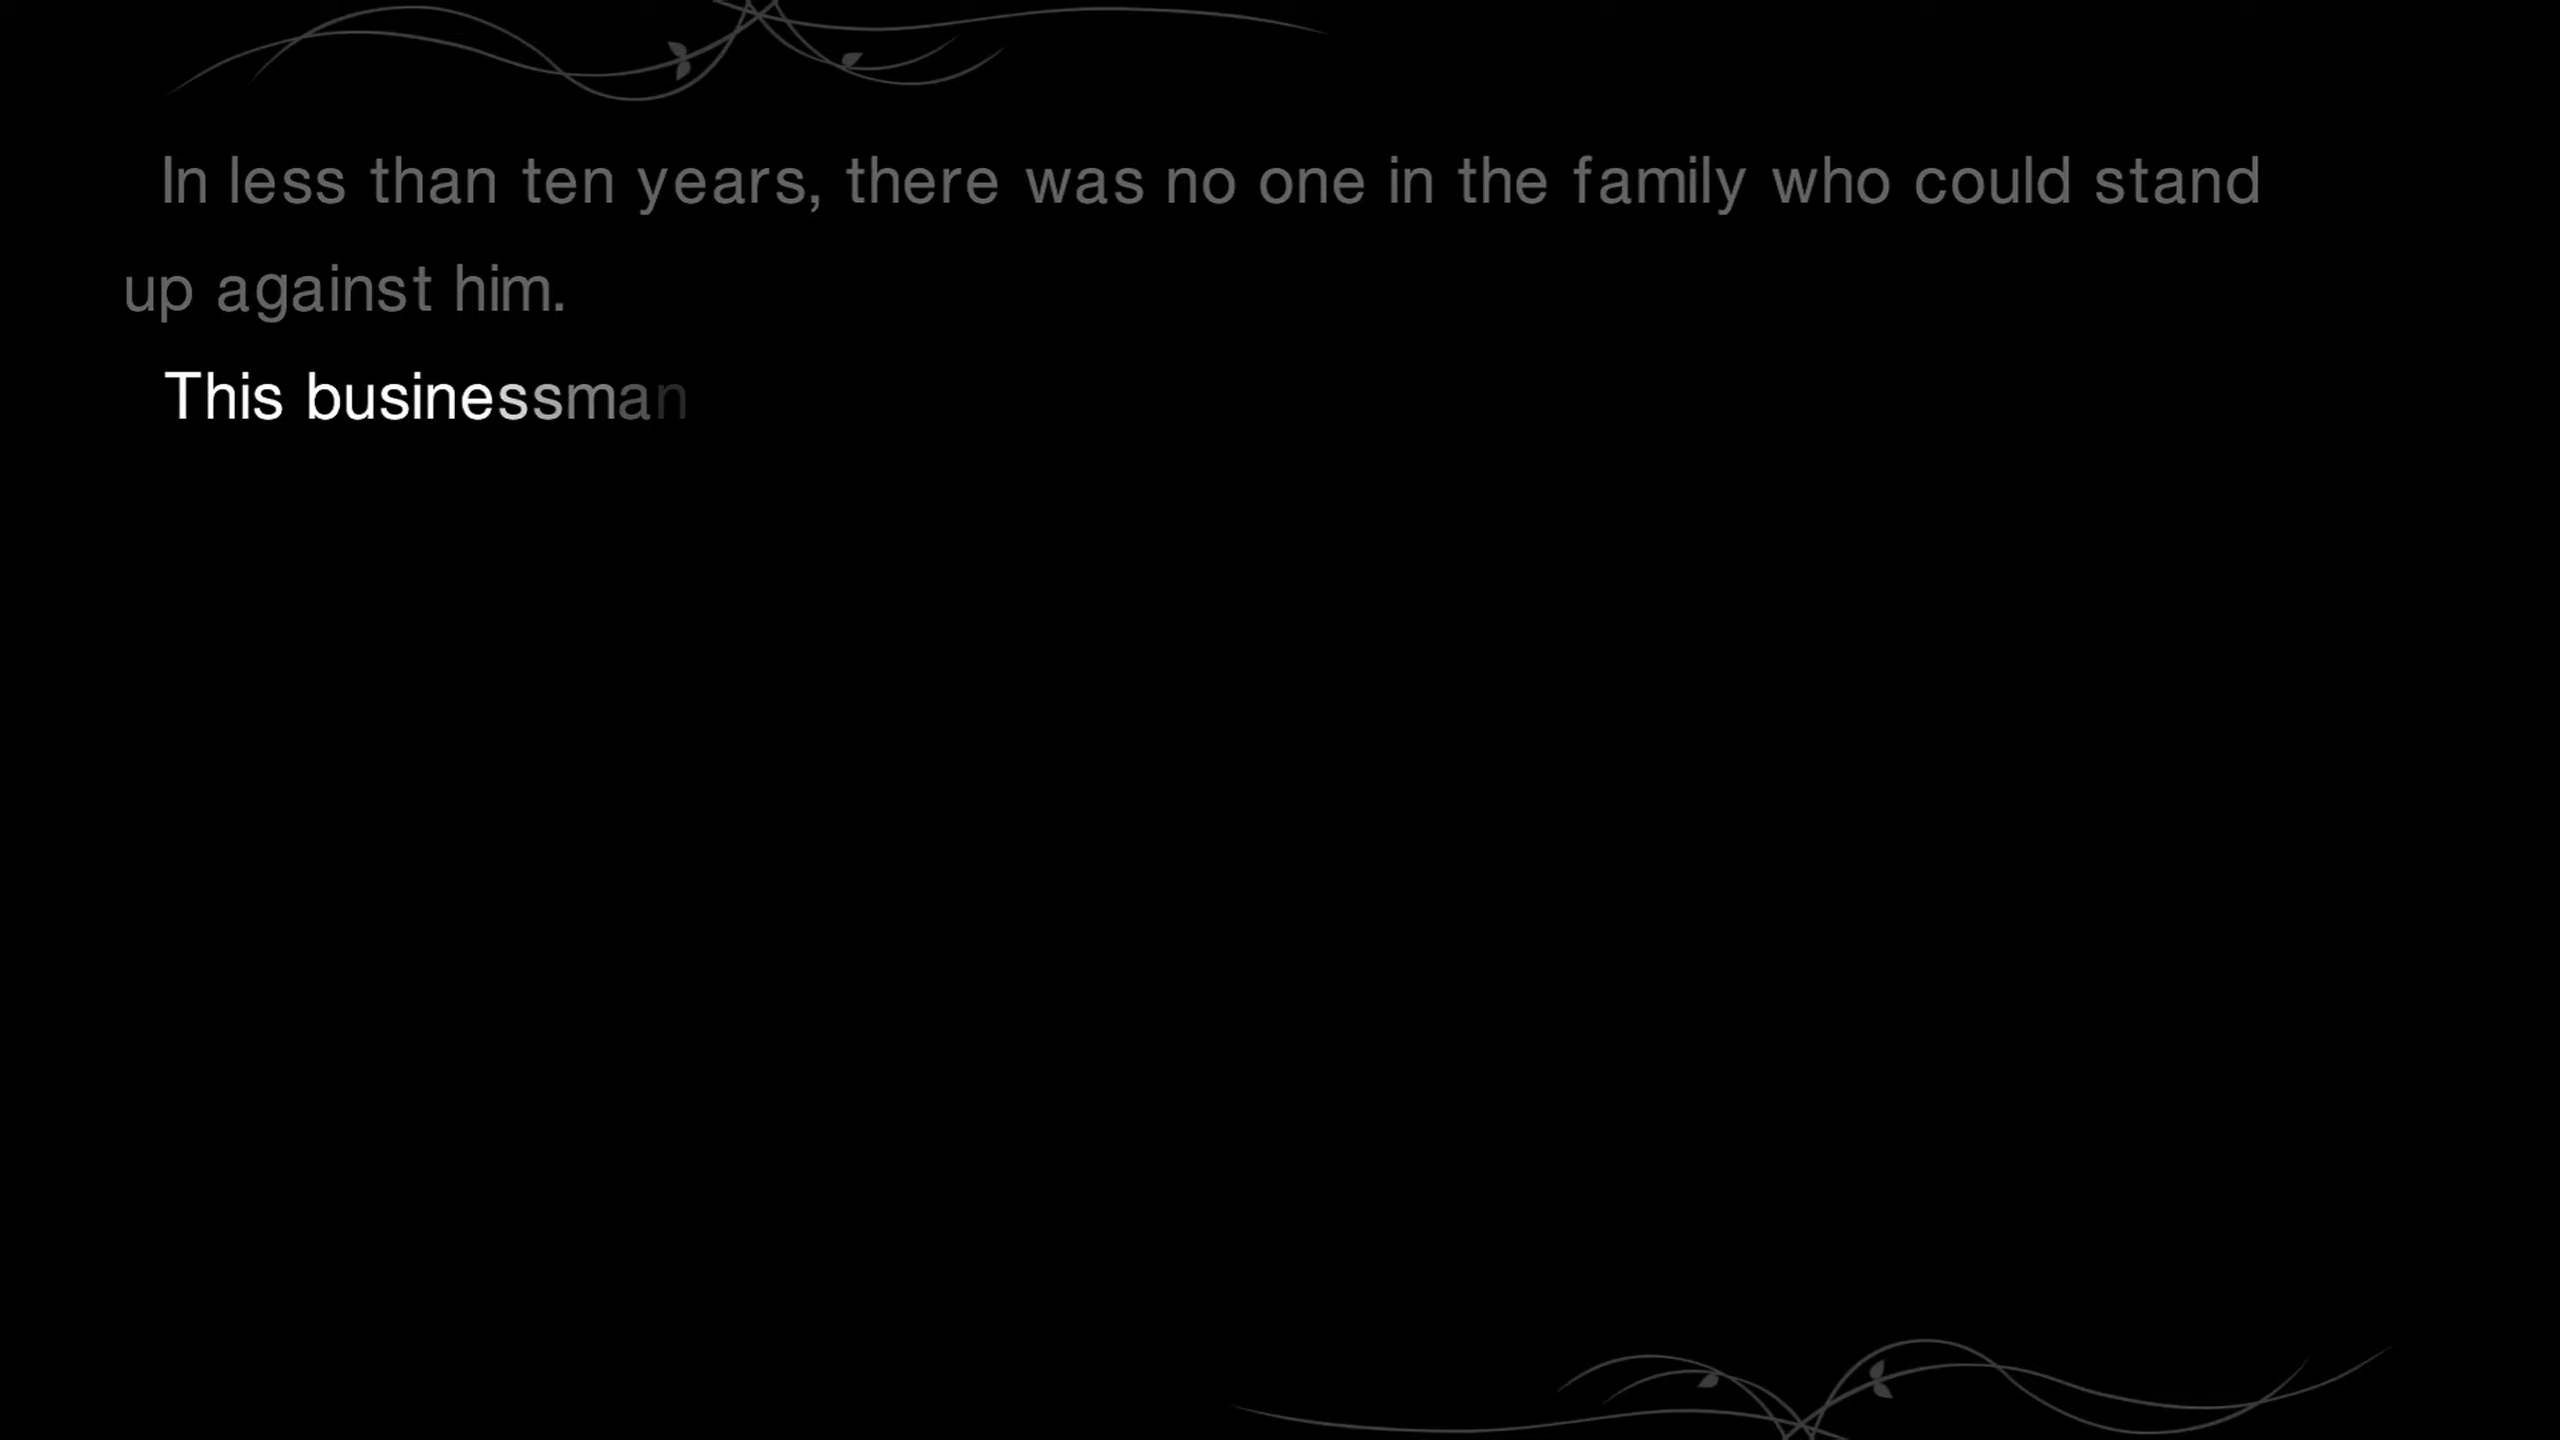 In less than ten years, there was no one in the family who could stand
up against him.
This businessman